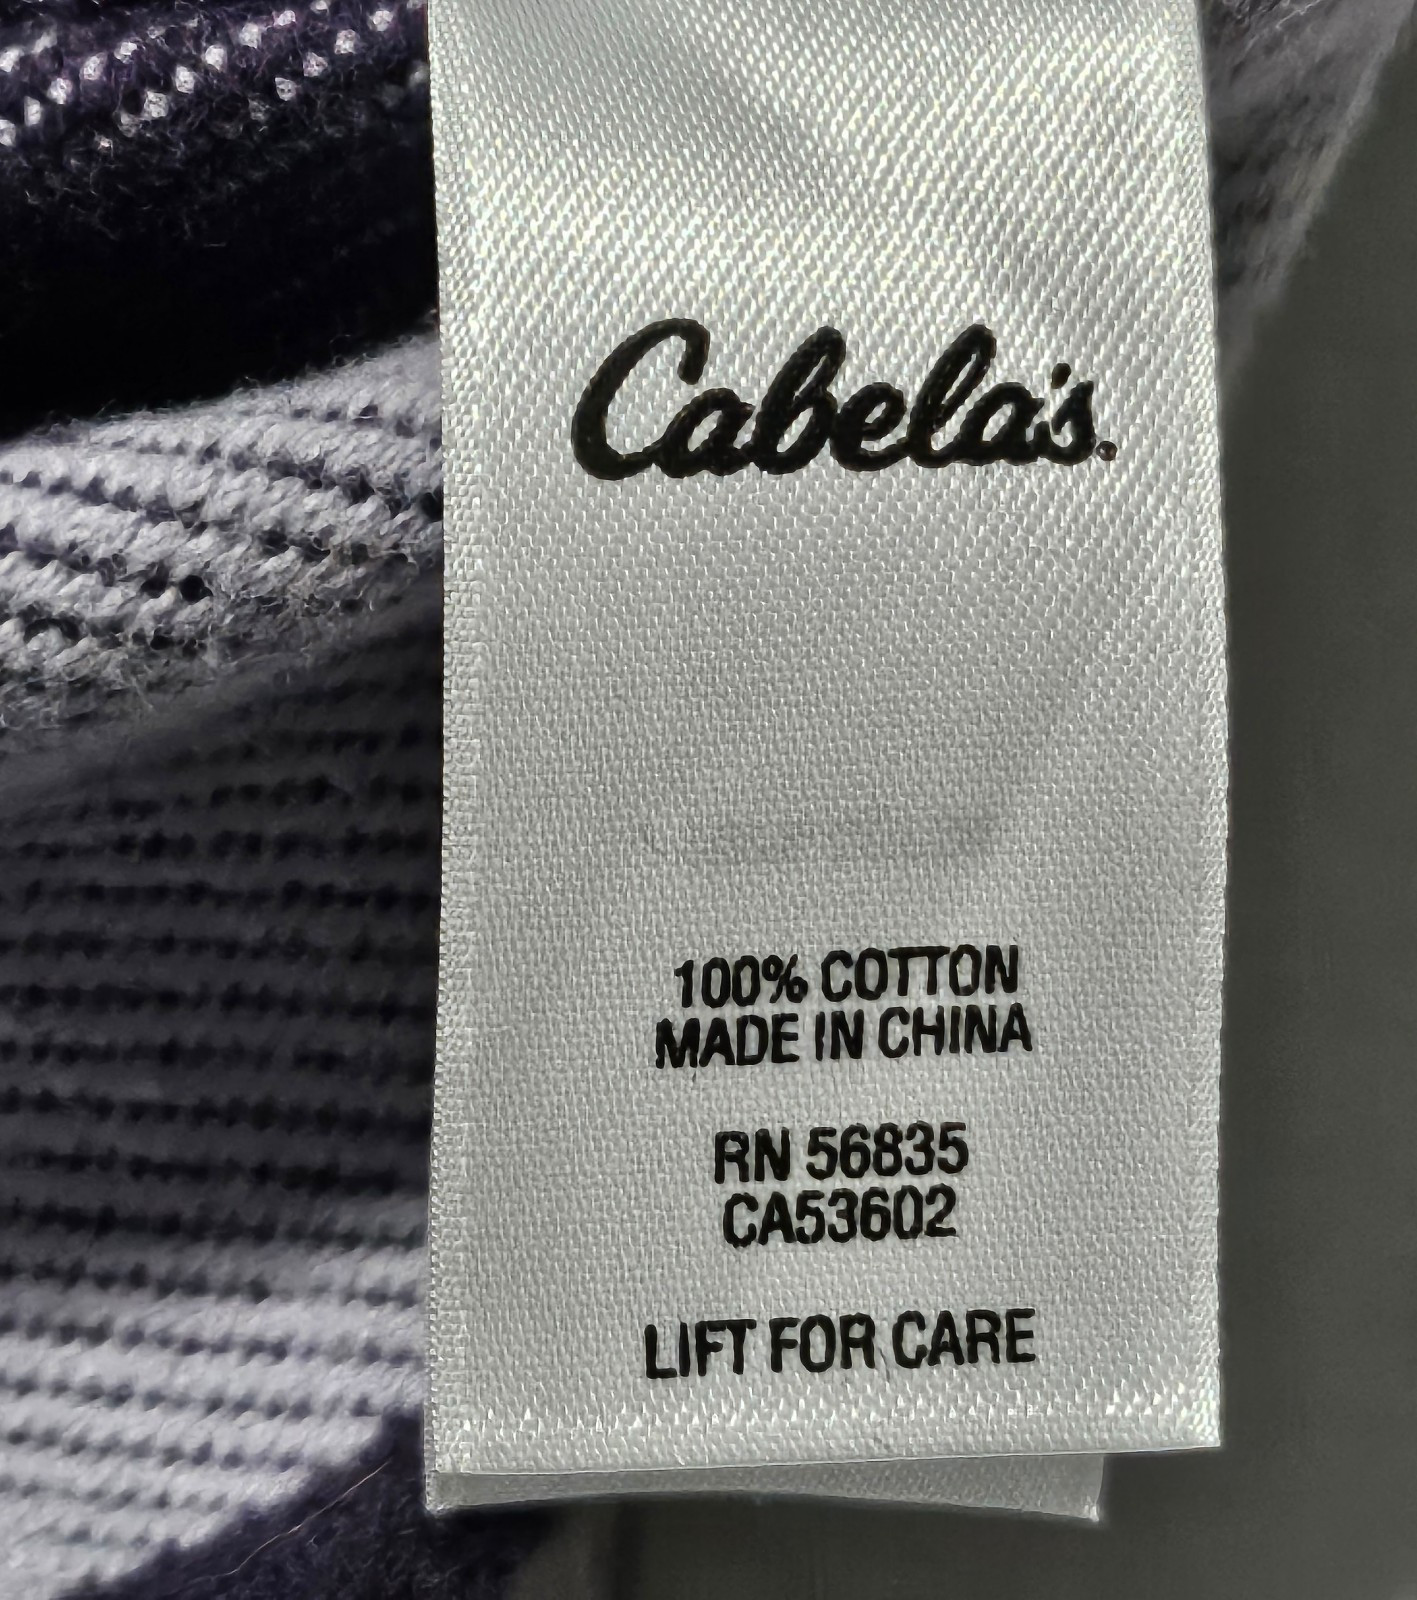 Cabela's.
100% COTTON
MADE IN CHINA
RN 56835
CA53602
LIFT FOR CARE